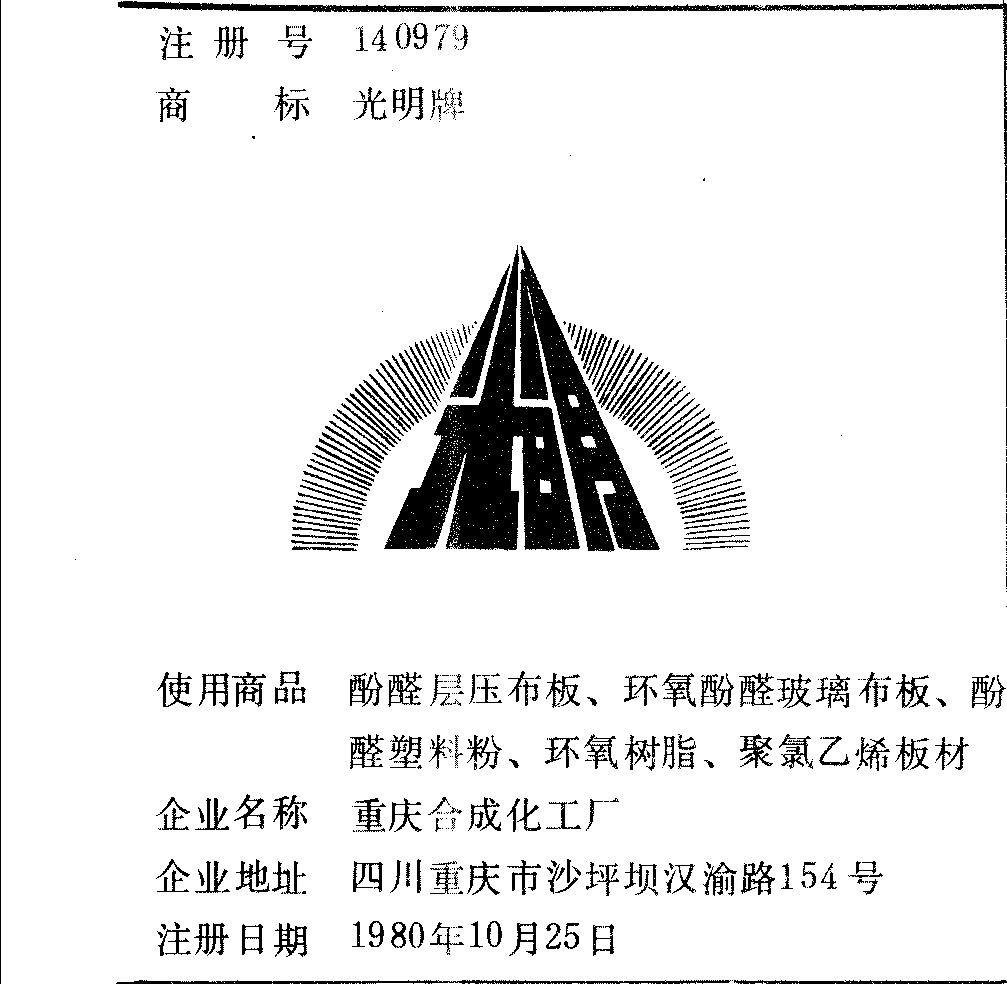 注册号 140979
商标 光明牌
使用商品 酚醛层压布板、环氧酚醛玻璃布板、酚
醛塑料粉、环氧树脂、聚氯乙烯板材
企业名称 重庆合成化工厂
企业地址 四川重庆市沙坪坝汉渝路154号
注册日期 1980年10月25日